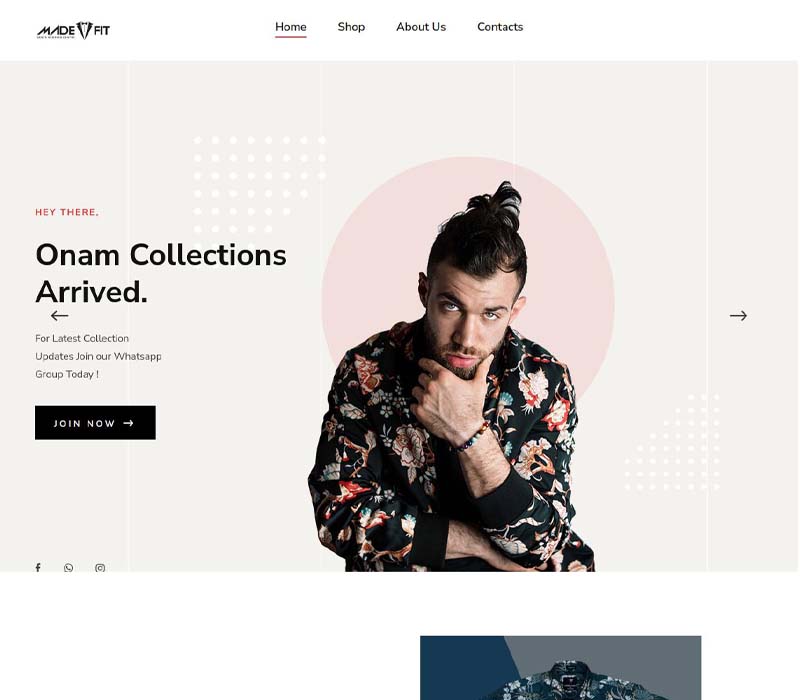 MADE FIT
Home
Shop
About Us
Contacts
HEY THERE,
Onam Collections
Arrived.
For Latest Collection
Updates Join our Whatsapp
Group Today !
JOIN NOW